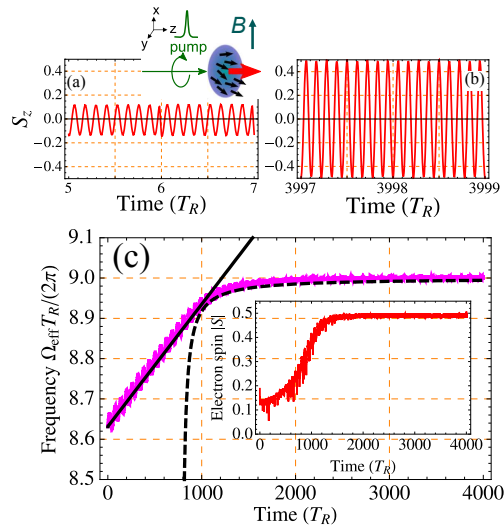 x
y
z
pump
B
(a)
(b)
S_z
0.4
0.2
0.0
−0.2
−0.4
5
6
7
Time (T_R)
0.4
0.2
0.0
−0.2
−0.4
3997
3998
3999
Time (T_R)
(c)
Frequency Ω_eff T_R/(2π)
9.1
9.0
8.9
8.8
8.7
8.6
8.5
0
1000
2000
3000
4000
Time (T_R)
Electron spin |S|
0.5
0.4
0.3
0.2
0.1
0.0
0
1000
2000
3000
4000
Time (T_R)